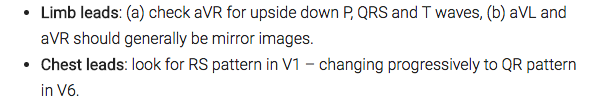 • Limb leads: (a) check aVR for upside down P, QRS and T waves, (b) aVL and
aVR should generally be mirror images.
• Chest leads: look for RS pattern in V1 – changing progressively to QR pattern
in V6.